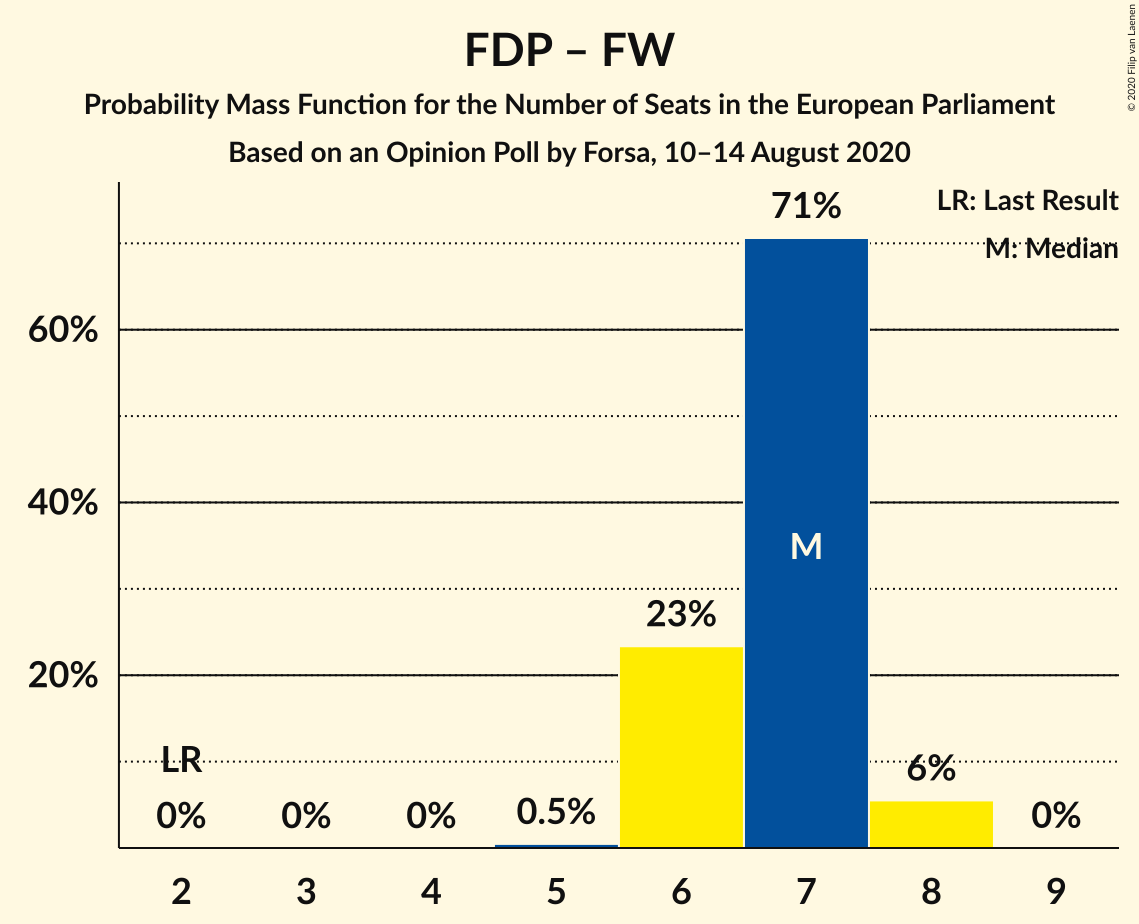 FDP – FW
Probability Mass Function for the Number of Seats in the European Parliament
Based on an Opinion Poll by Forsa, 10–14 August 2020
© 2020 Filip van Laenen
LR: Last Result
M: Median
71%
60%
40%
M
23%
20%
LR
6%
0%
0%
0%
0.5%
0%
2
3
4
5
6
7
8
9